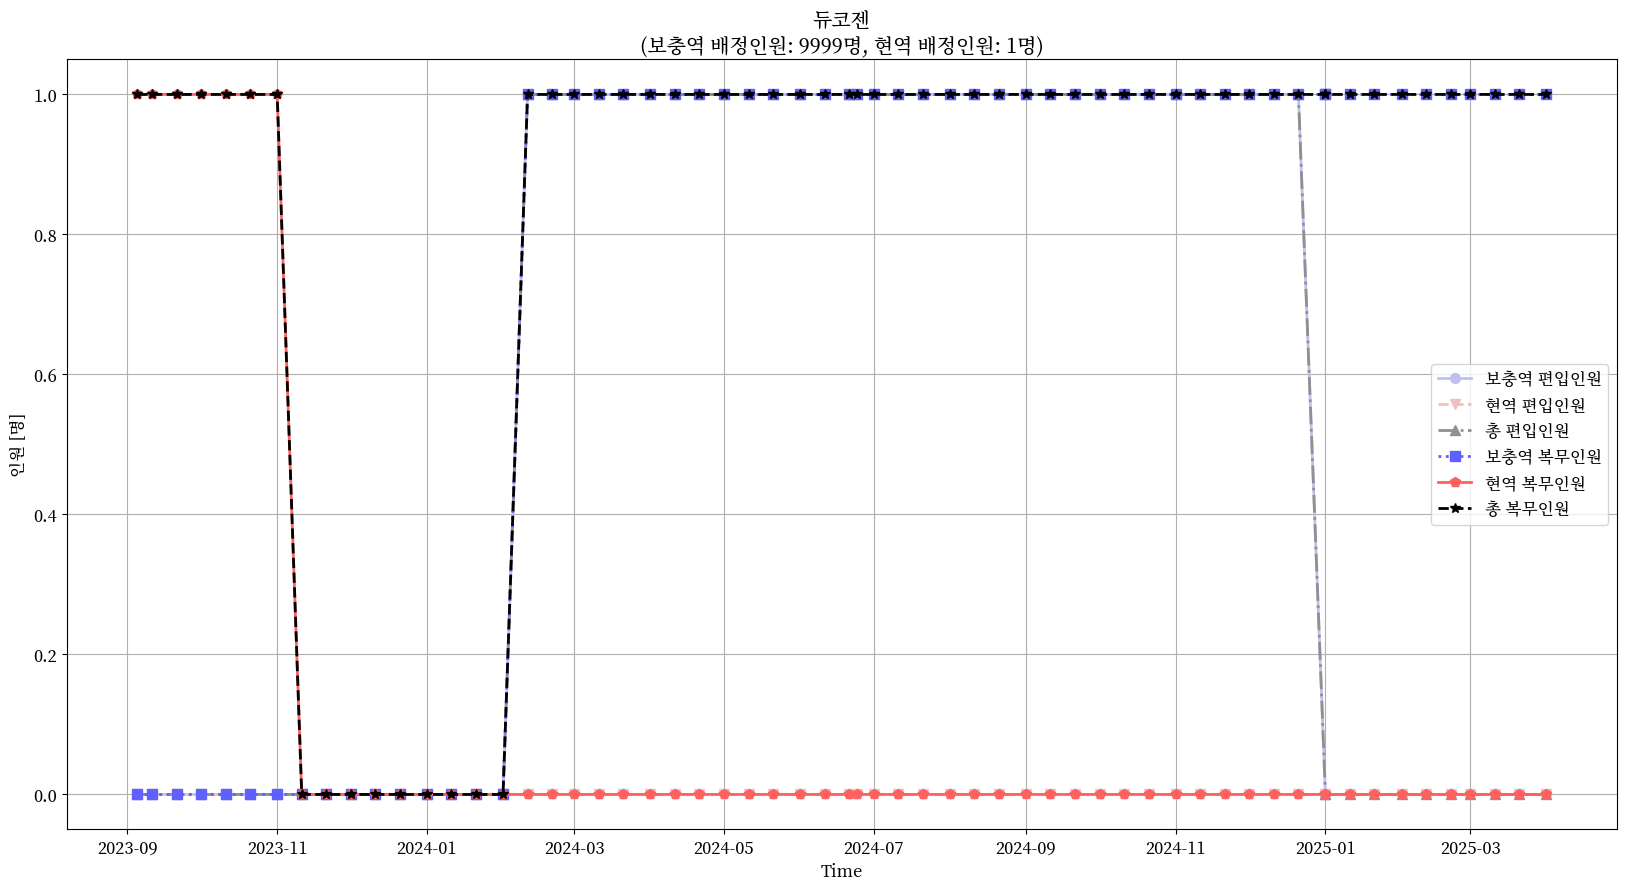 듀코젠
(보충역 배정인원: 9999명, 현역 배정인원: 1명)
1.0
0.8
0.6
0.4
0.2
0.0
인원 [명]
보충역 편입인원
현역 편입인원
총 편입인원
보충역 복무인원
현역 복무인원
총 복무인원
2023-09 2023-11 2024-01 2024-03 2024-05 2024-07 2024-09 2024-11 2025-01 2025-03
Time